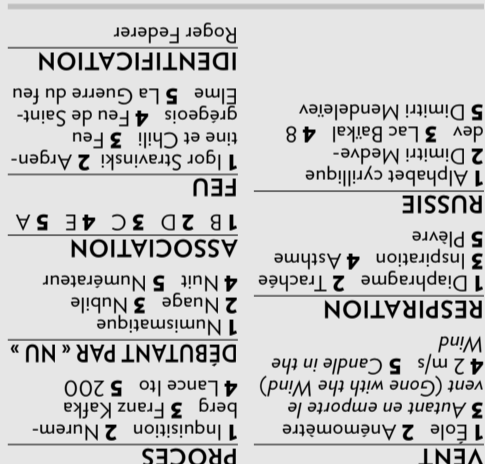 VENT
1 Éole 2 Anémomètre
3 Autant en emporte le
vent (Gone with the Wind)
4 2 m/s 5 Candle in the
Wind
RESPIRATION
1 Diaphragme 2 Trachée
3 Inspiration 4 Asthme
5 Plèvre
RUSSIE
1 Alphabet cyrillique
2 Dimitri Medve-
dev 3 Lac Baïkal 4 8
5 Dimitri Mendeleïev
PROCÈS
1 Inquisition 2 Nurem-
berg 3 Franz Kafka
4 Lance Ito 5 200
DÉBUTANT PAR « NU »
1 Numismatique
2 Nuage 3 Nubile
4 Nuit 5 Numérateur
ASSOCIATION
1 B 2 D 3 C 4 E 5 A
FEU
1 Igor Stravinski 2 Argen-
tine et Chili 3 Feu
grégeois 4 Feu de Saint-
Elme 5 La Guerre du feu
IDENTIFICATION
Roger Federer